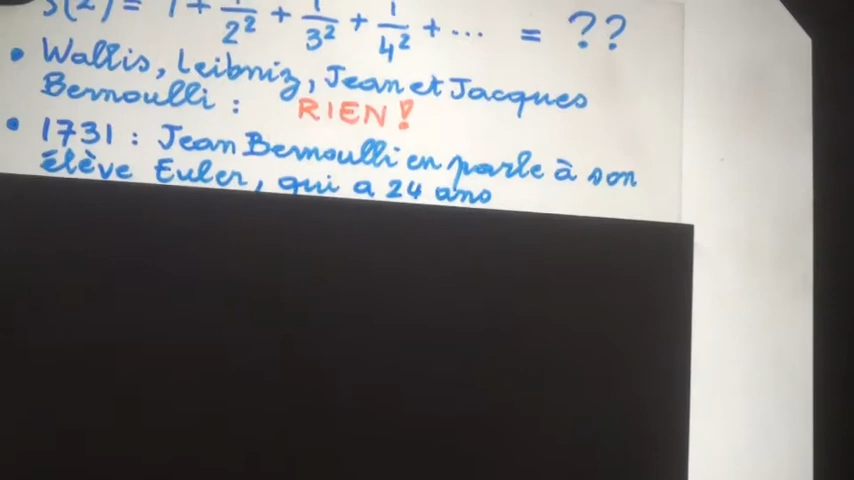 ζ(2) = 1 + 1/2² + 1/3² + 1/4² + ... = ??
• Wallis, Leibniz, Jean et Jacques
Bernoulli : RIEN !
• 1731 : Jean Bernoulli en parle à son
élève Euler, qui a 24 ans